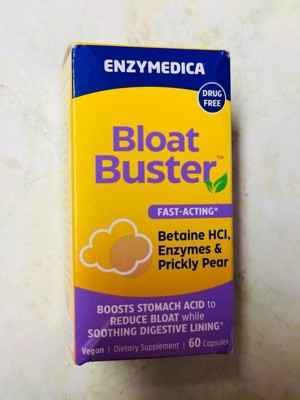 ENZYMEDICA®
DRUG
FREE
Bloat
Buster™
FAST-ACTING*
Betaine HCl,
Enzymes &
Prickly Pear
BOOSTS STOMACH ACID to
REDUCE BLOAT while
SOOTHING DIGESTIVE LINING*
Vegan | Dietary Supplement | 60 Capsules